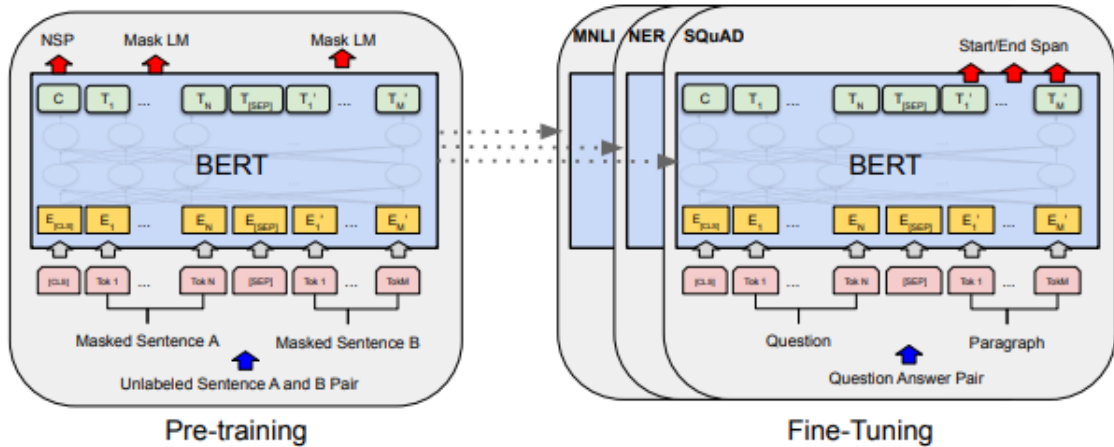 NSP Mask LM Mask LM
C T1 ... TN T[SEP] T1' ... TM'
BERT
E[CLS] E1 ... EN E[SEP] E1' ... EM'
[CLS] Tok 1 ... Tok N [SEP] Tok 1 ... TokM
Masked Sentence A Masked Sentence B
Unlabeled Sentence A and B Pair
Pre-training
MNLI NER SQuAD
Start/End Span
C T1 ... TN T[SEP] T1' ... TM'
BERT
E[CLS] E1 ... EN E[SEP] E1' ... EM'
[CLS] Tok 1 ... Tok N [SEP] Tok 1 ... TokM
Question Paragraph
Question Answer Pair
Fine-Tuning